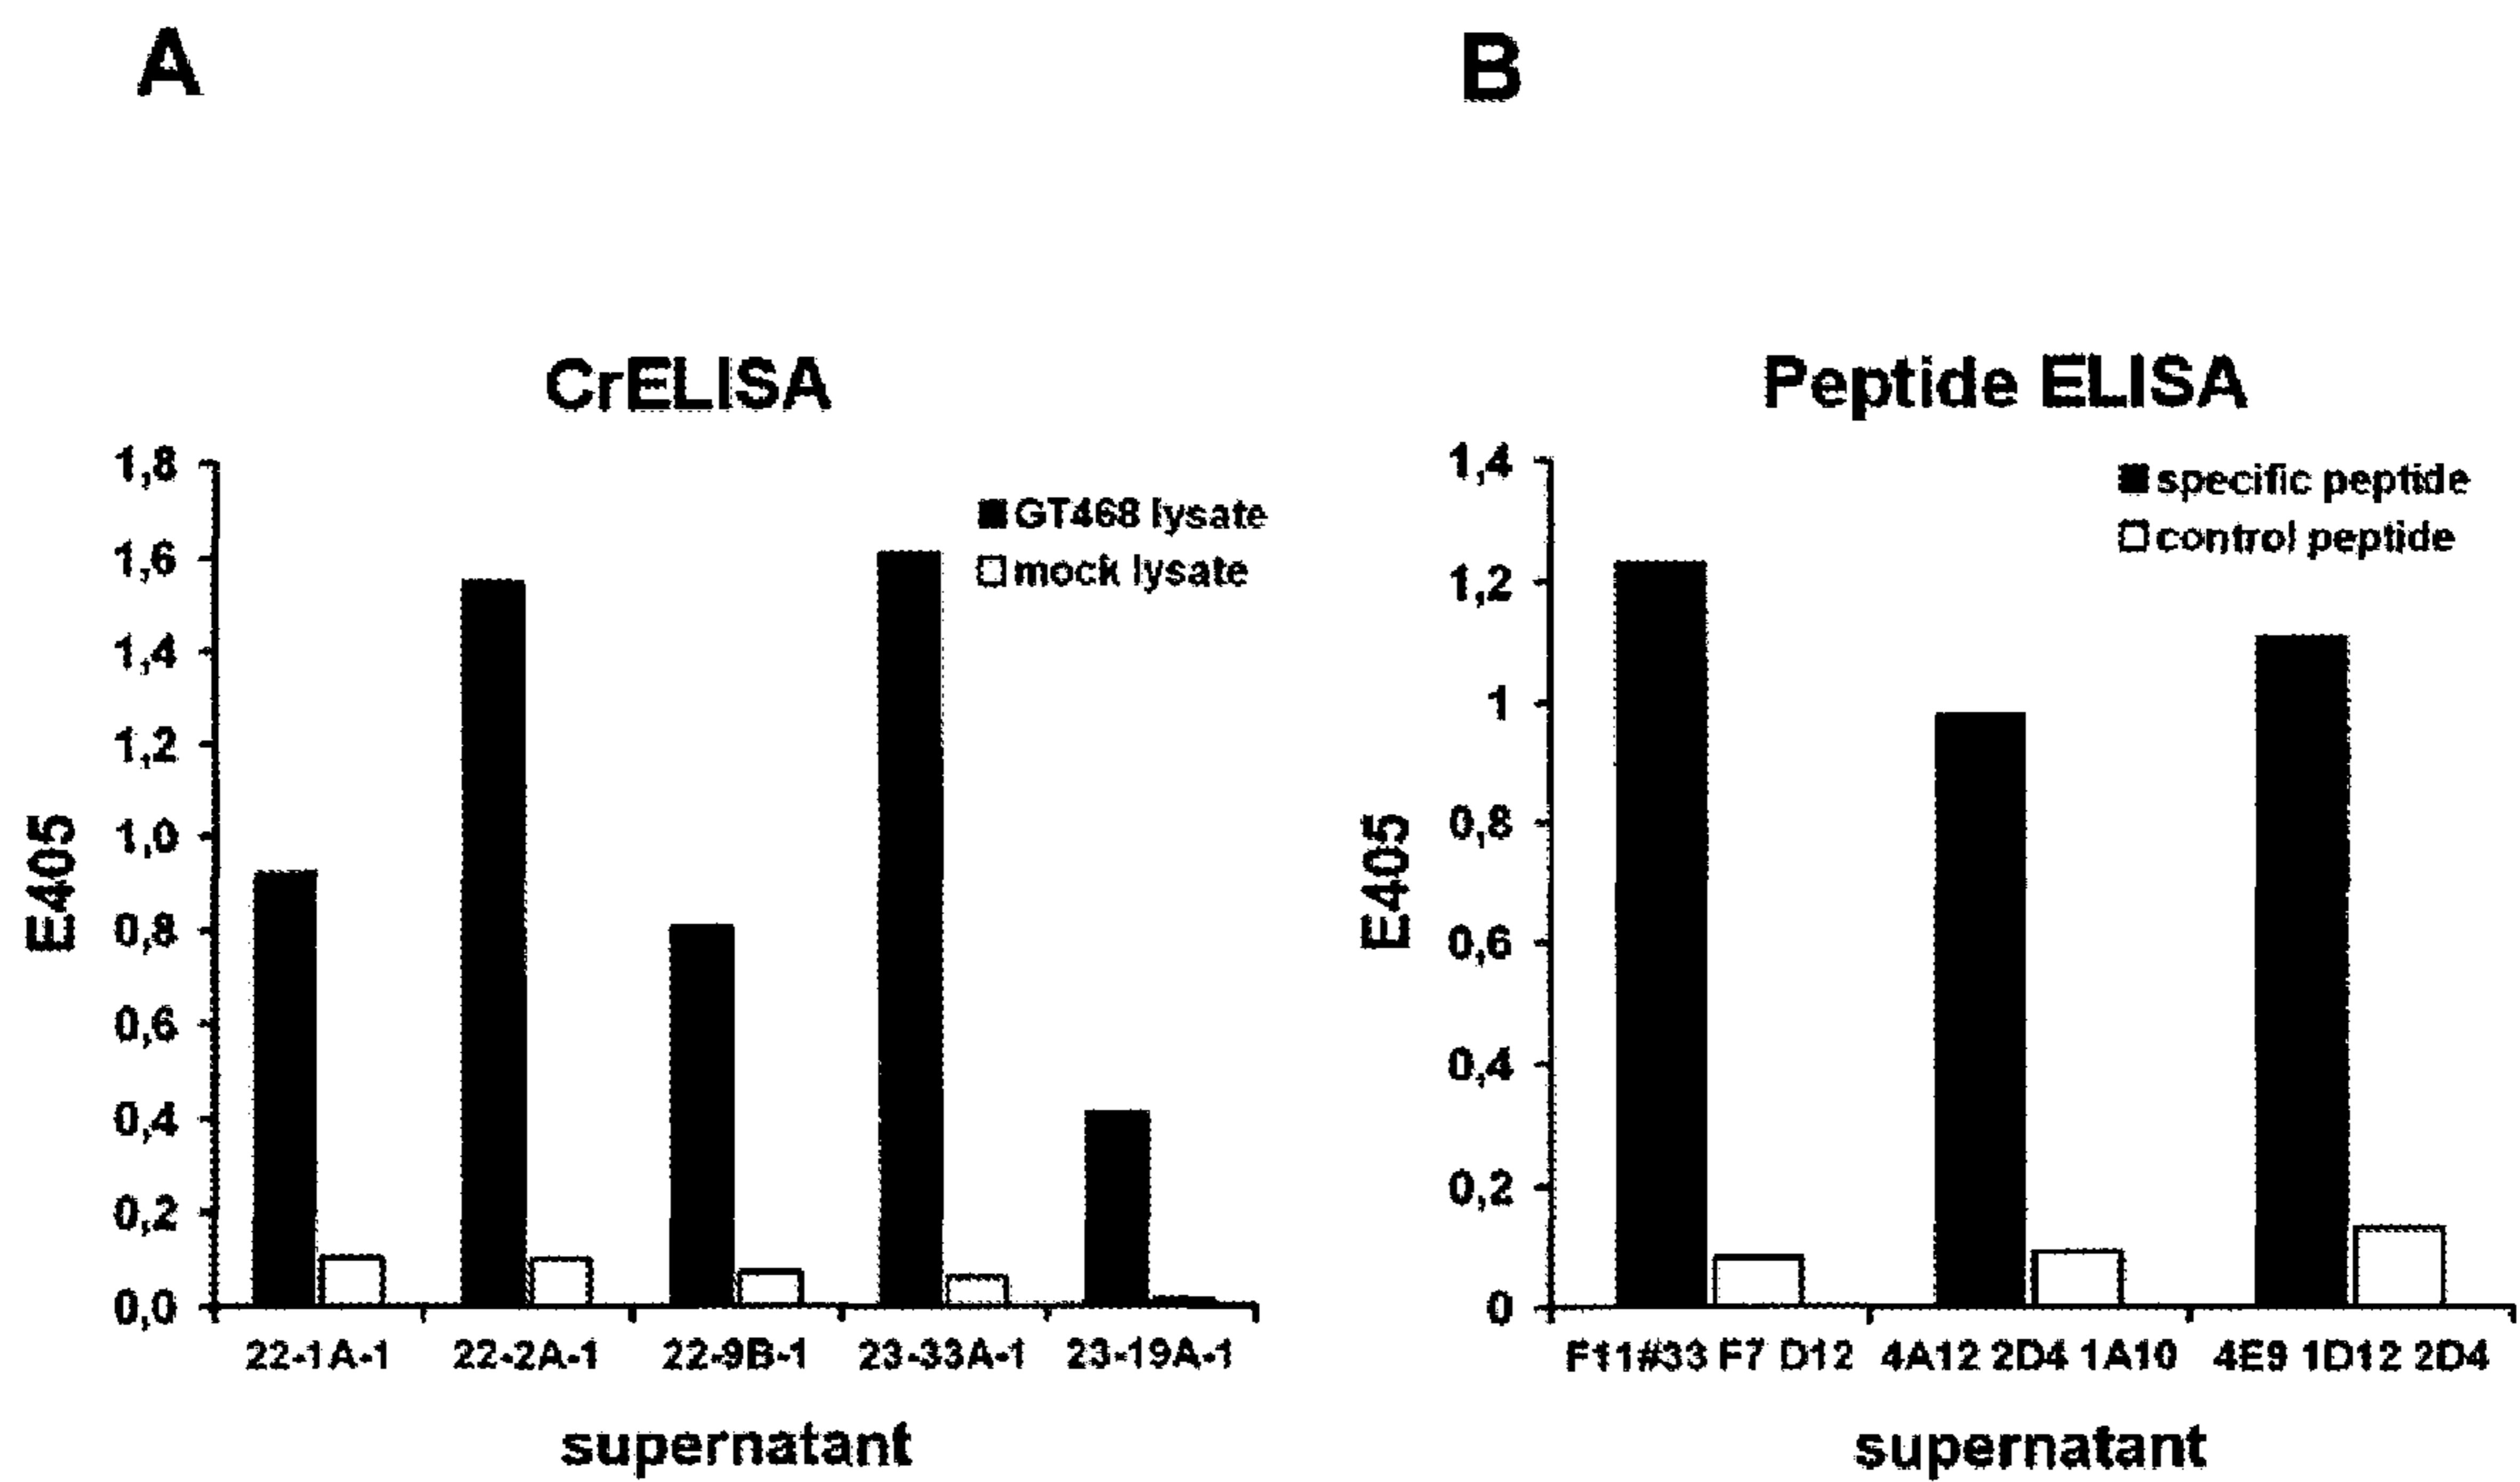 A
B
CrELISA
Peptide ELISA
1,8
1,6
1,4
1,2
1,0
0,8
0,6
0,4
0,2
0,0
E405
GT468 lysate
mock lysate
22-1A-1 22-2A-1 22-9B-1 23-33A-1 23-19A-1
supernatant
1,4
1,2
1
0,8
0,6
0,4
0,2
0
E405
specific peptide
control peptide
F11#33 F7 D12 4A12 2D4 1A10 4E9 1D12 2D4
supernatant